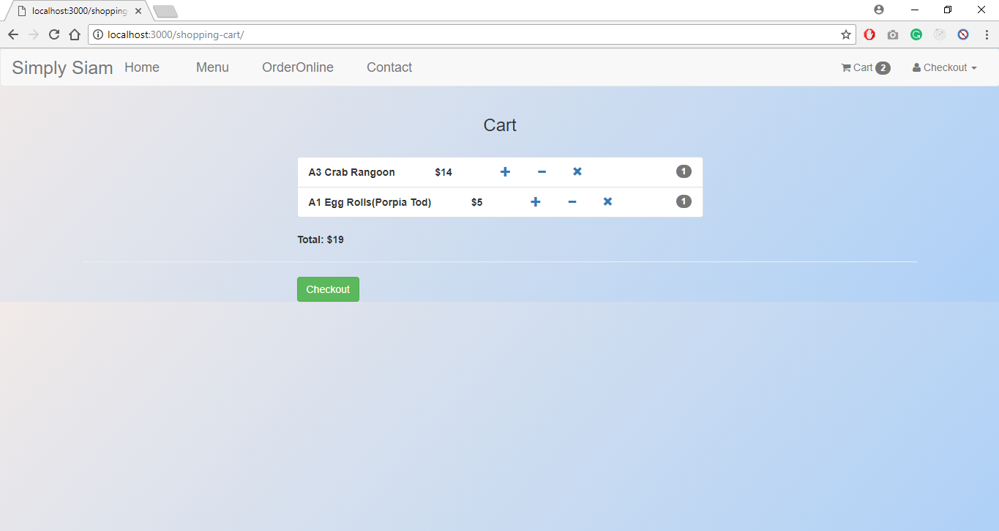 localhost:3000/shopping
localhost:3000/shopping-cart/
Simply Siam Home Menu OrderOnline Contact Cart 2 Checkout
Cart
A3 Crab Rangoon $14 1
A1 Egg Rolls(Porpia Tod) $5 1
Total: $19
Checkout